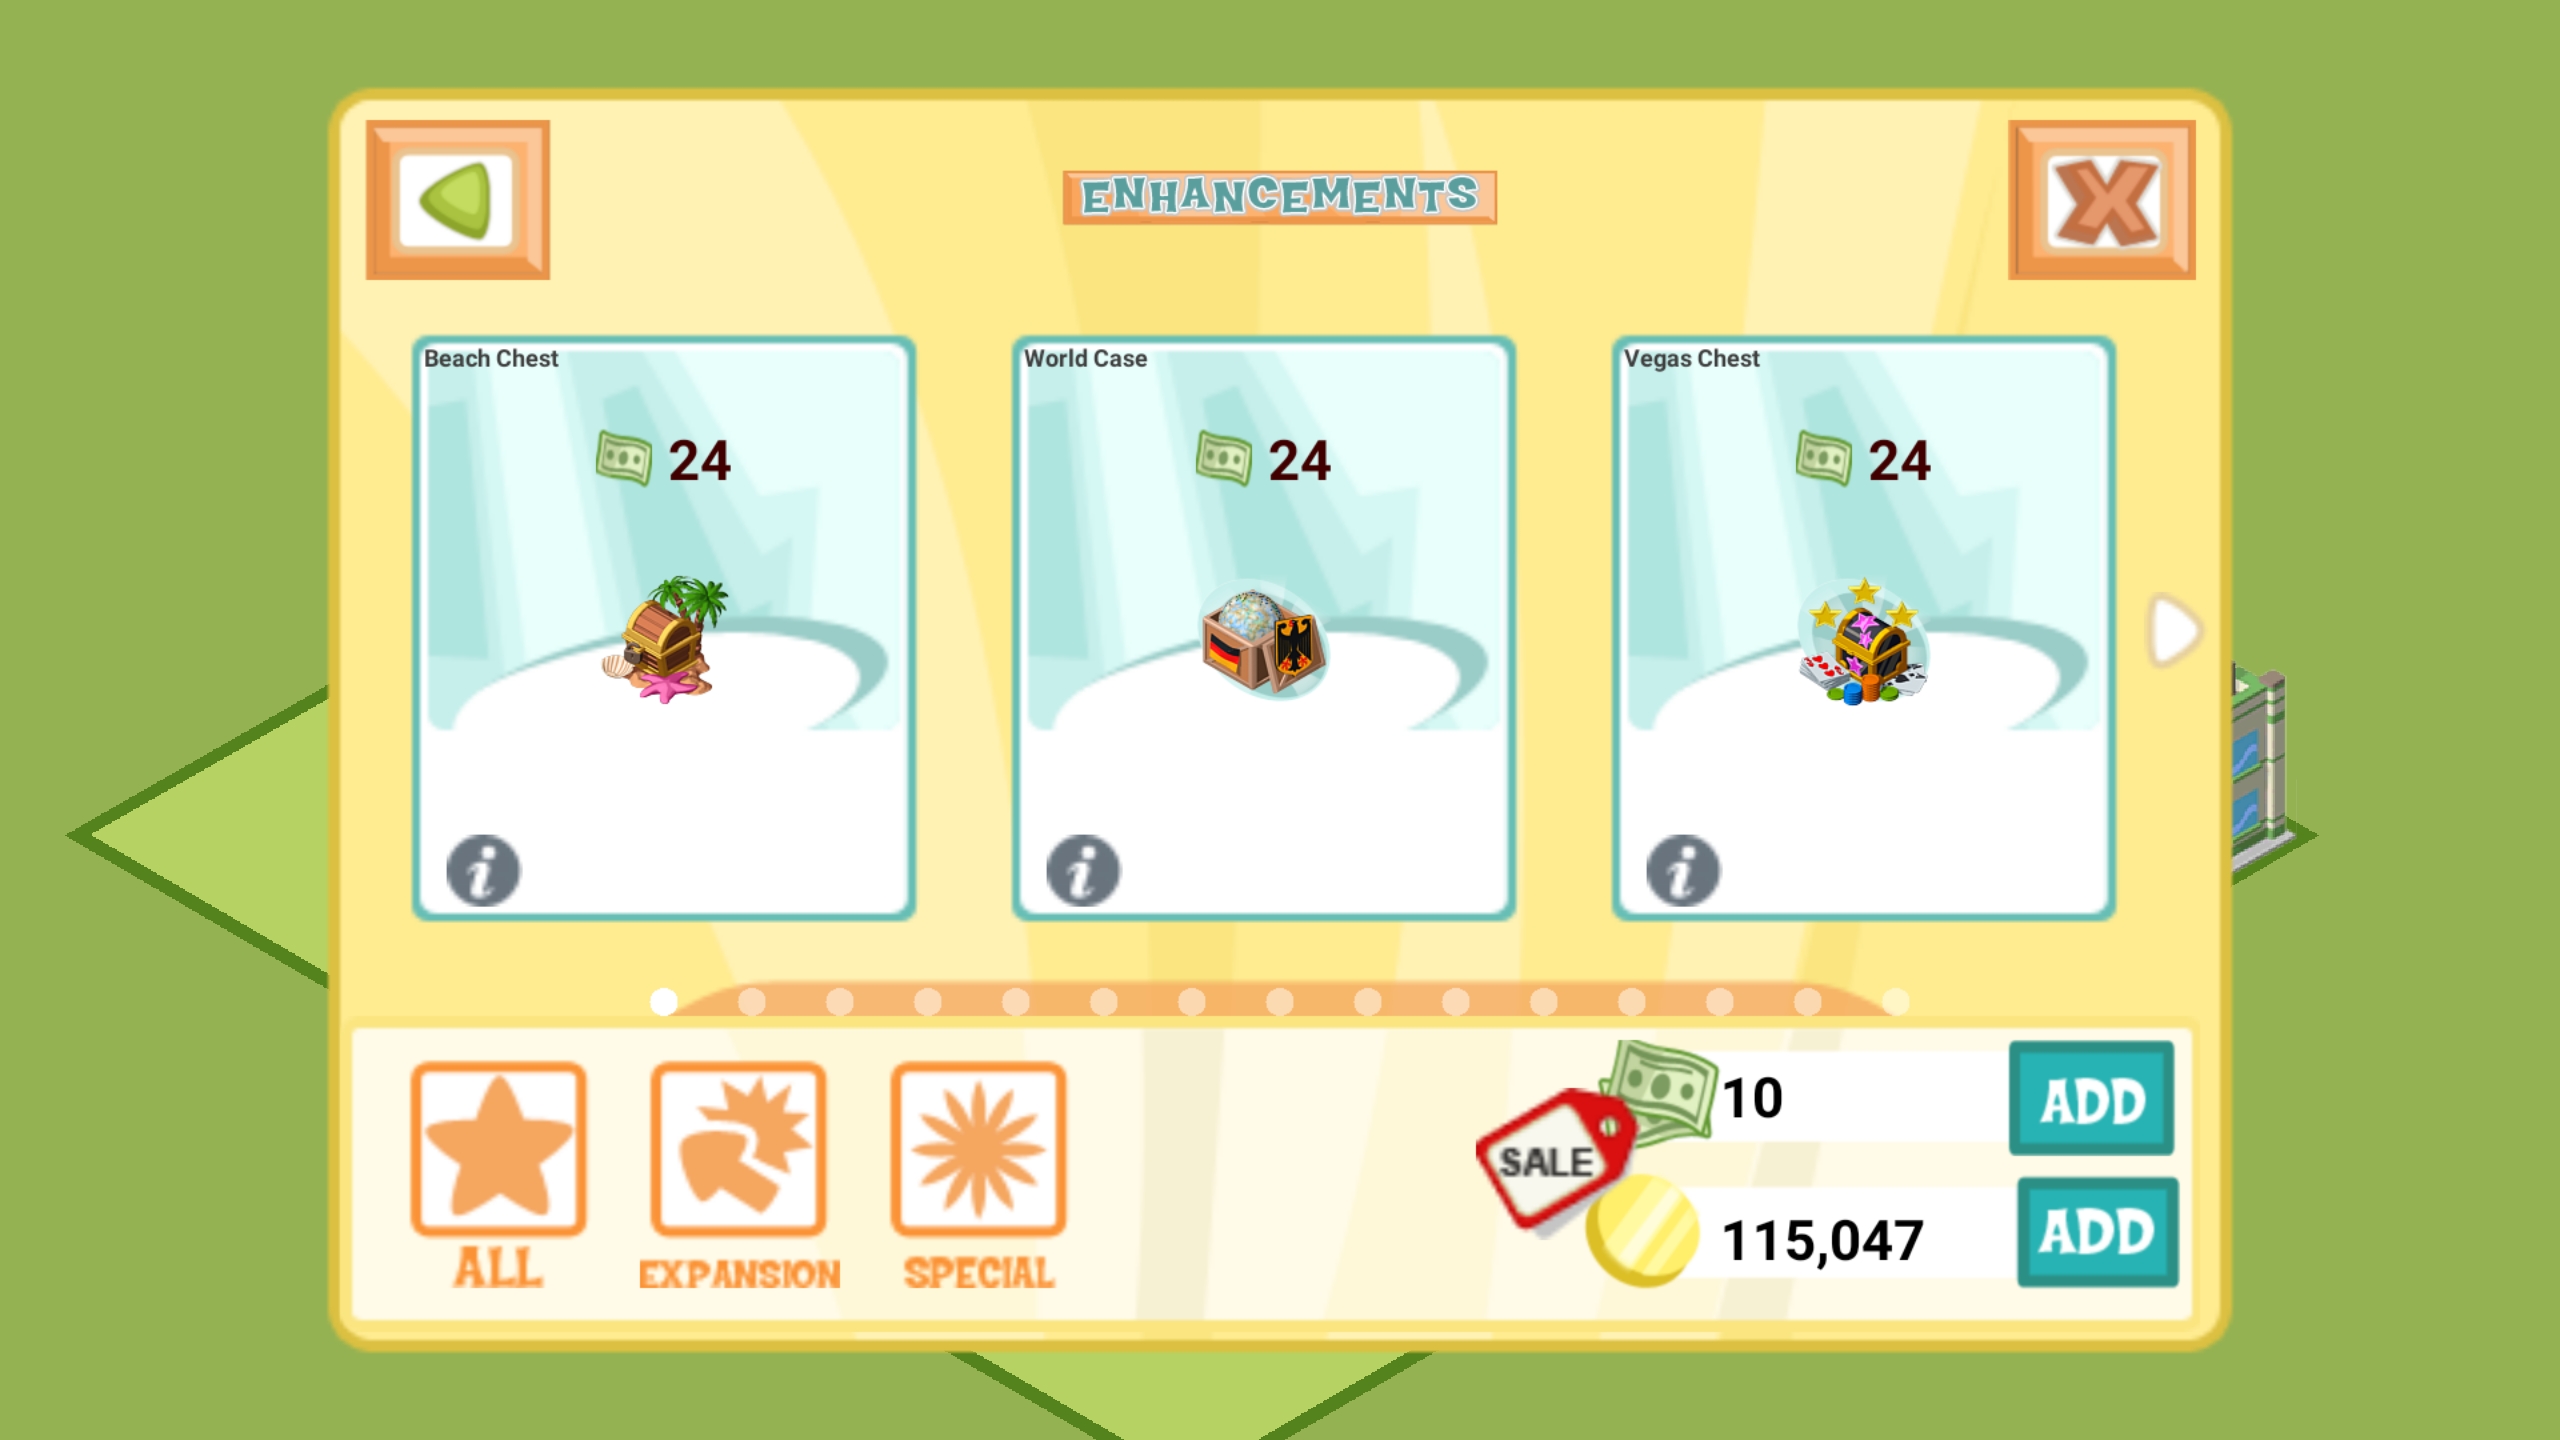 ENHANCEMENTS
Beach Chest
24
World Case
24
Vegas Chest
24
i
i
i
ALL
EXPANSION
SPECIAL
SALE
10
ADD
115,047
ADD